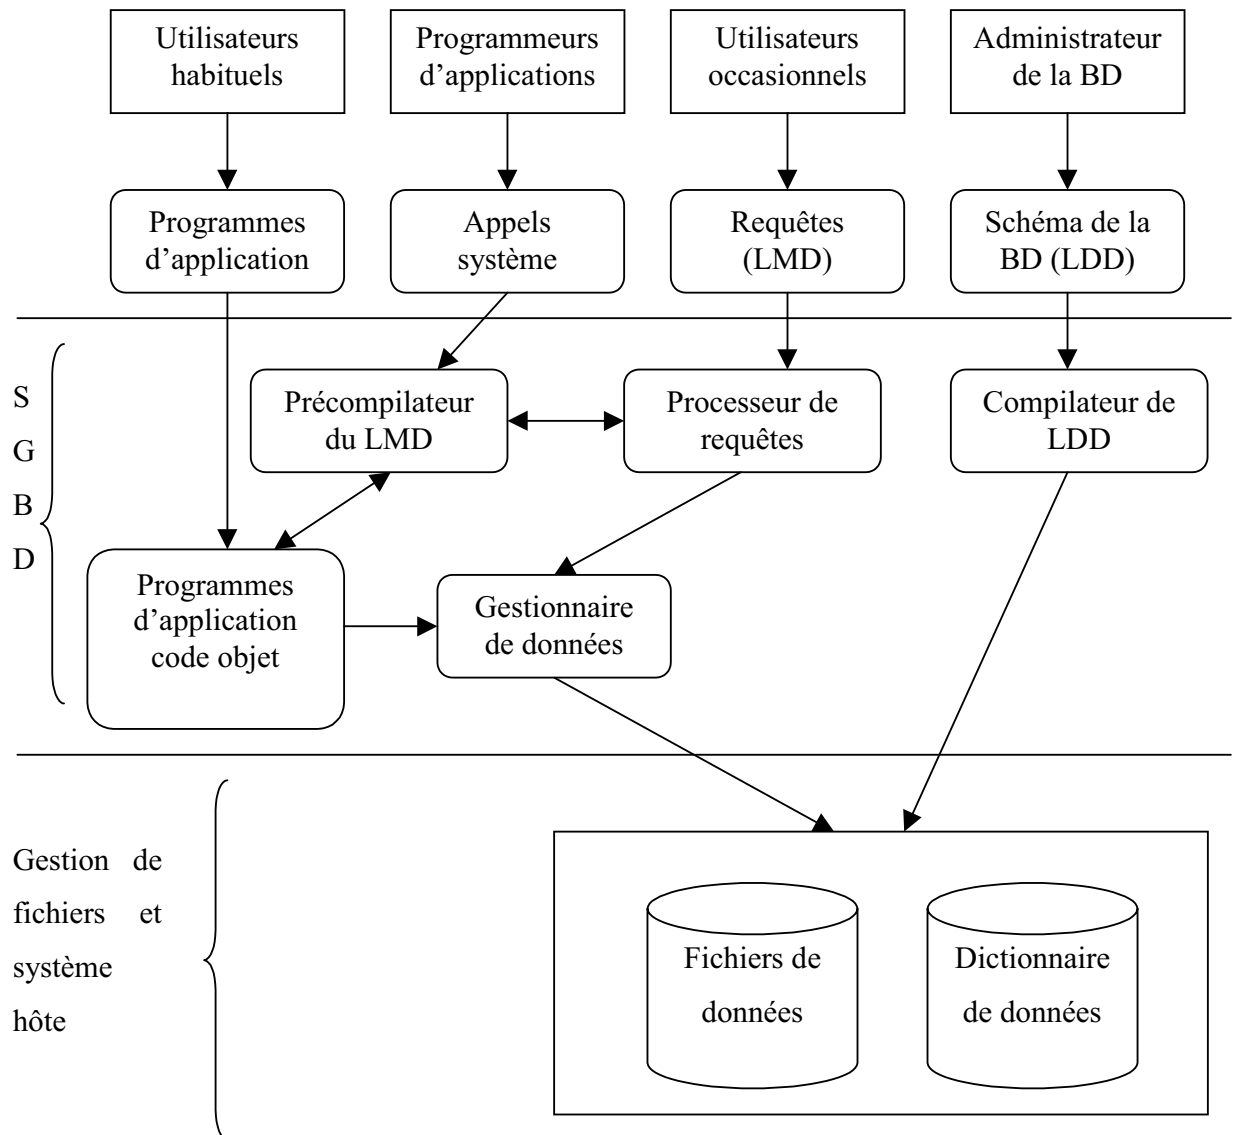 Utilisateurs
habituels
Programmeurs
d’applications
Utilisateurs
occasionnels
Administrateur
de la BD
Programmes
d’application
Appels
système
Requêtes
(LMD)
Schéma de la
BD (LDD)
S
G
B
D
Précompilateur
du LMD
Processeur de
requêtes
Compilateur de
LDD
Programmes
d’application
code objet
Gestionnaire
de données
Gestion de
fichiers et
système
hôte
Fichiers de
données
Dictionnaire
de données